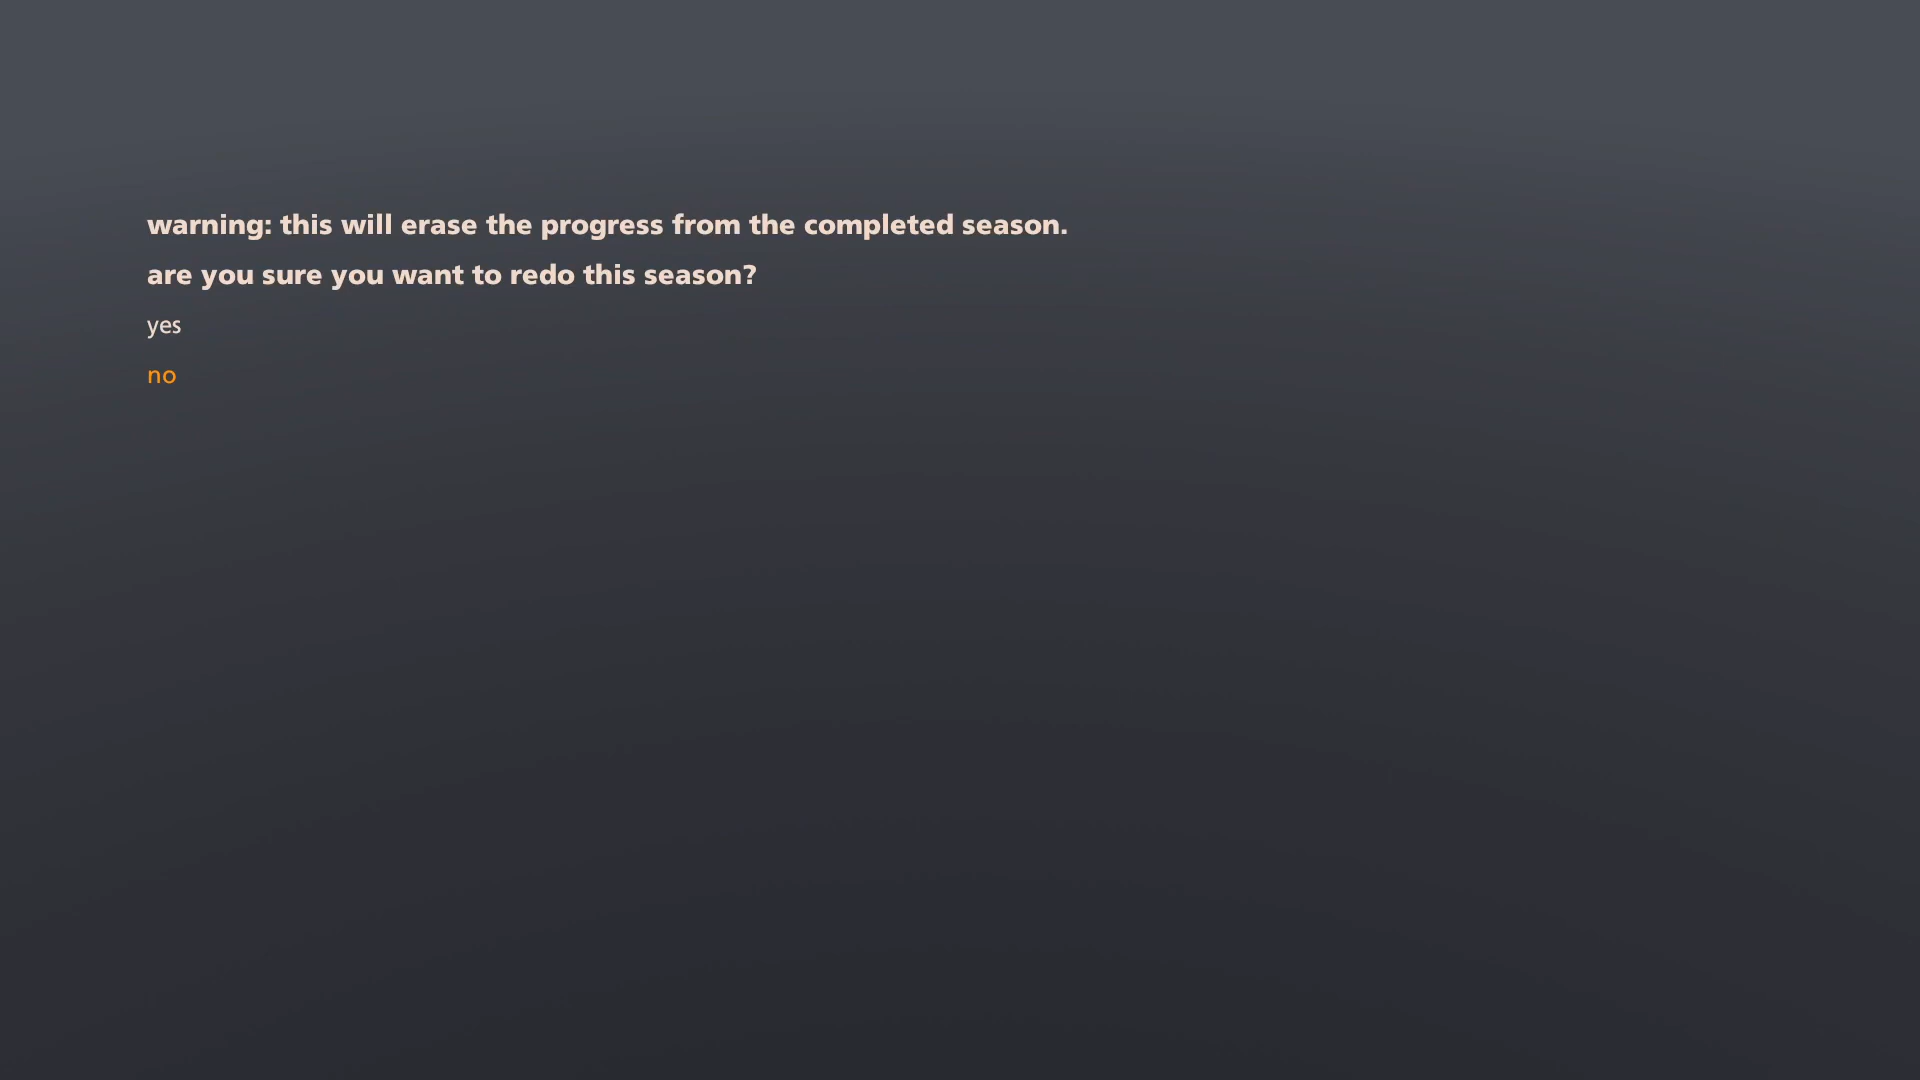 warning: this will erase the progress from the completed season.
are you sure you want to redo this season?
yes
no